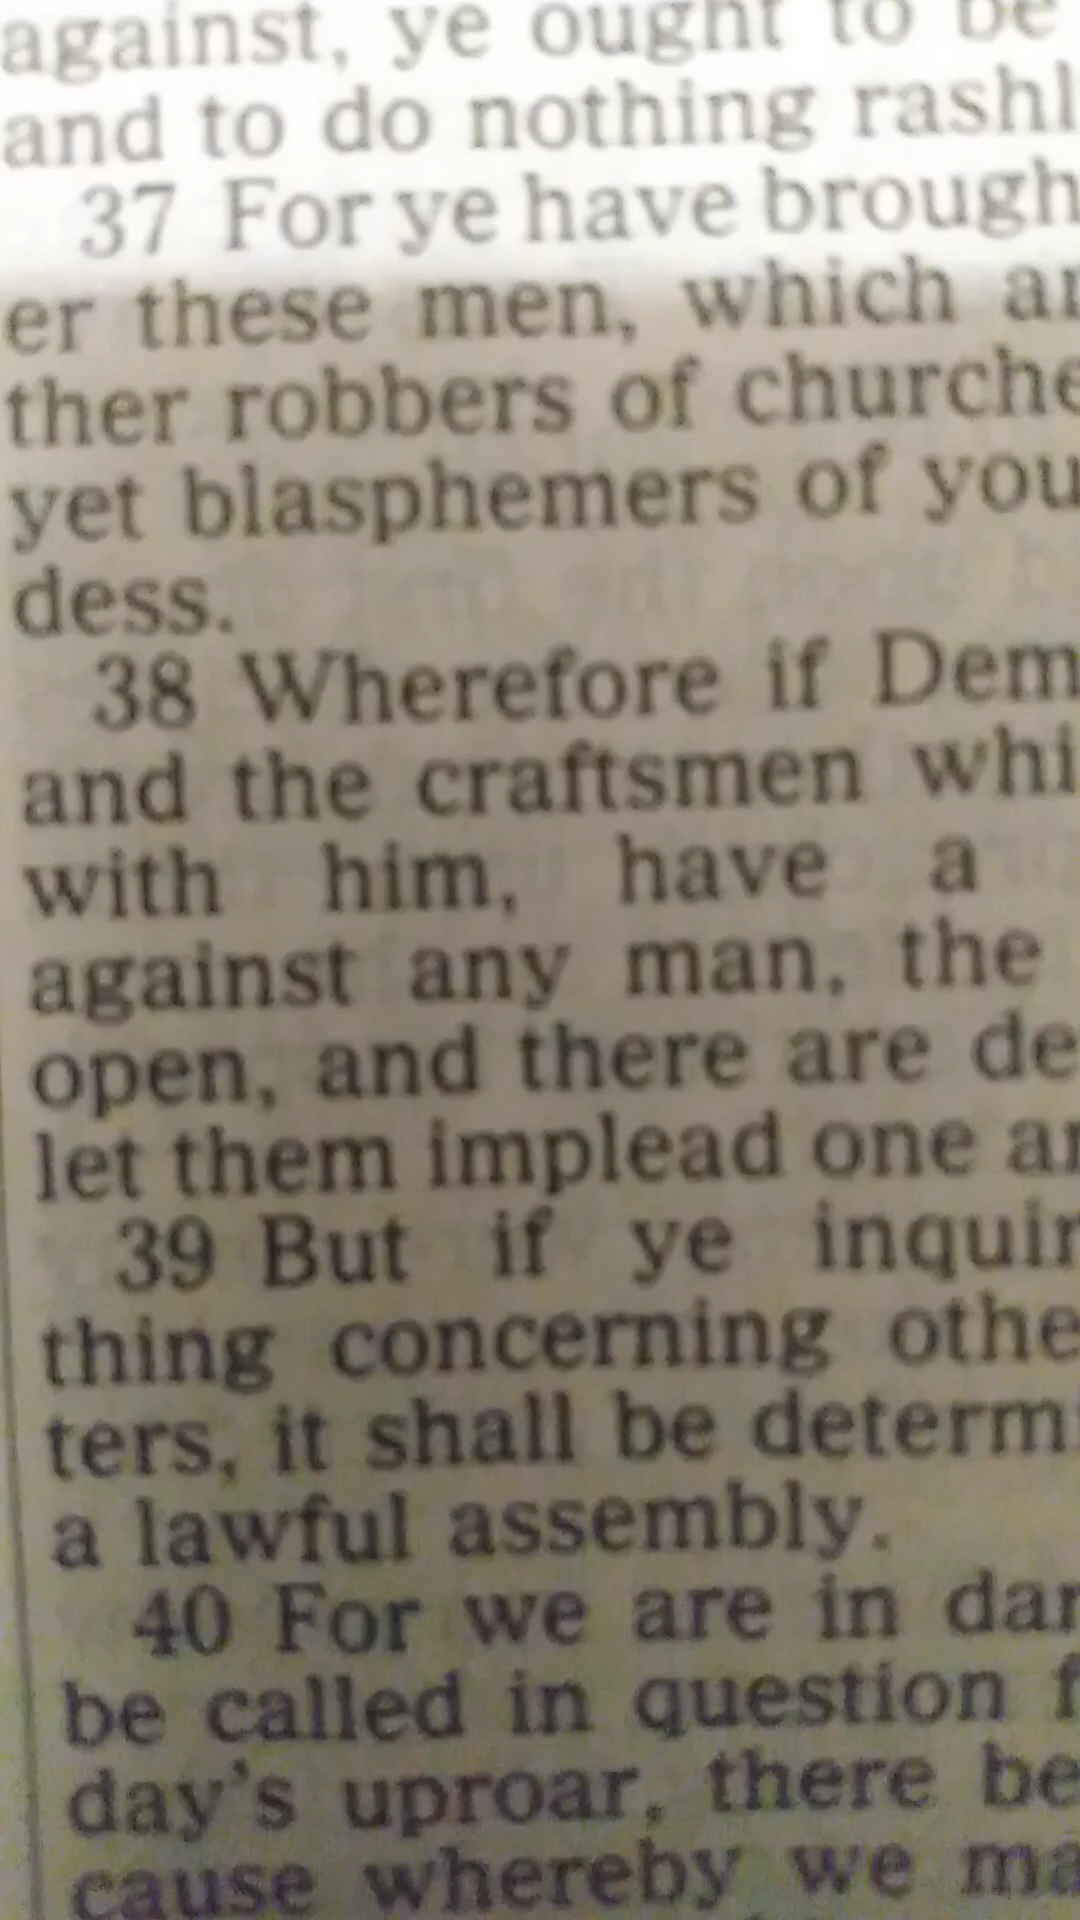 against, ye ought to be
and to do nothing rashl
37 For ye have brough
er these men, which ar
ther robbers of churche
yet blasphemers of you
dess.
38 Wherefore if Dem
and the craftsmen whi
with him, have a
against any man, the
open, and there are de
let them implead one an
39 But if ye inquir
thing concerning othe
ters, it shall be determi
a lawful assembly.
40 For we are in dan
be called in question f
day's uproar, there be
cause whereby we ma